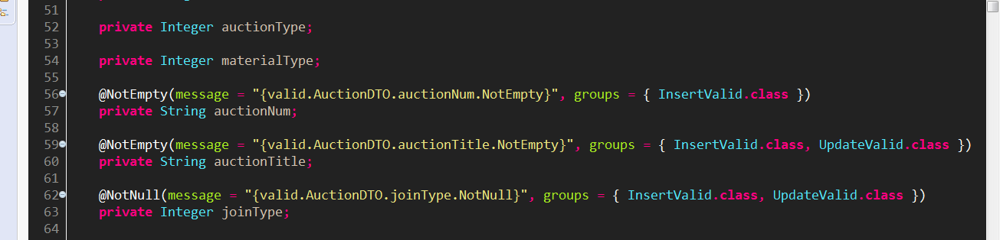 51
52 private Integer auctionType;
53
54 private Integer materialType;
55
56 @NotEmpty(message = "{valid.AuctionDTO.auctionNum.NotEmpty}", groups = { InsertValid.class })
57 private String auctionNum;
58
59 @NotEmpty(message = "{valid.AuctionDTO.auctionTitle.NotEmpty}", groups = { InsertValid.class, UpdateValid.class })
60 private String auctionTitle;
61
62 @NotNull(message = "{valid.AuctionDTO.joinType.NotNull}", groups = { InsertValid.class, UpdateValid.class })
63 private Integer joinType;
64